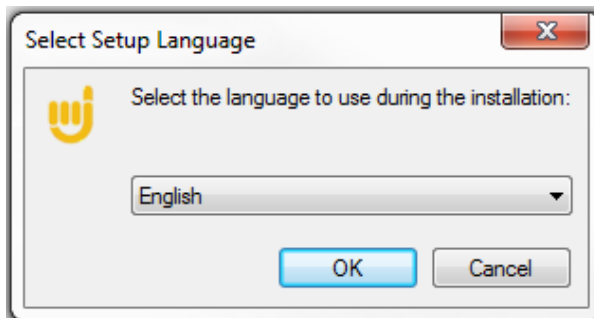 Select Setup Language
Select the language to use during the installation:
English
OK
Cancel